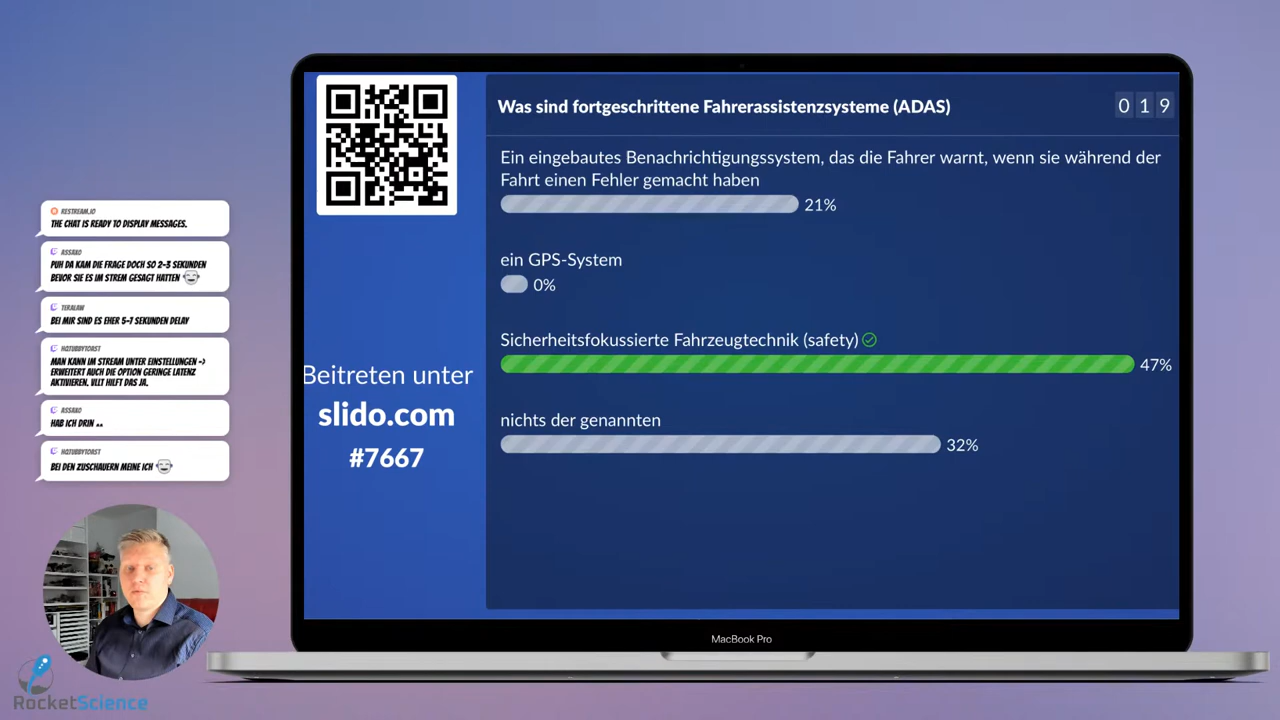 RESTREAM.IO
THE CHAT IS READY TO DISPLAY MESSAGES.
ASSAXO
PUH DA KAM DIE FRAGE DOCH SO 2-3 SEKUNDEN
BEVOR SIE ES IM STREM GESAGT HATTEN
TERALAW
BEI MIR SIND ES EHER 5-7 SEKUNDEN DELAY
HQTUBBYTOAST
MAN KANN IM STREAM UNTER EINSTELLUNGEN ->
ERWEITERT AUCH DIE OPTION GERINGE LATENZ
AKTIVIEREN. VLLT HILFT DAS JA.
ASSAXO
HAB ICH DRIN ^^
HQTUBBYTOAST
BEI DEN ZUSCHAUERN MEINE ICH
RocketScience
Beitreten unter
slido.com
#7667
Was sind fortgeschrittene Fahrerassistenzsysteme (ADAS)
019
Ein eingebautes Benachrichtigungssystem, das die Fahrer warnt, wenn sie während der
Fahrt einen Fehler gemacht haben
21%
ein GPS-System
0%
Sicherheitsfokussierte Fahrzeugtechnik (safety)
47%
nichts der genannten
32%
MacBook Pro